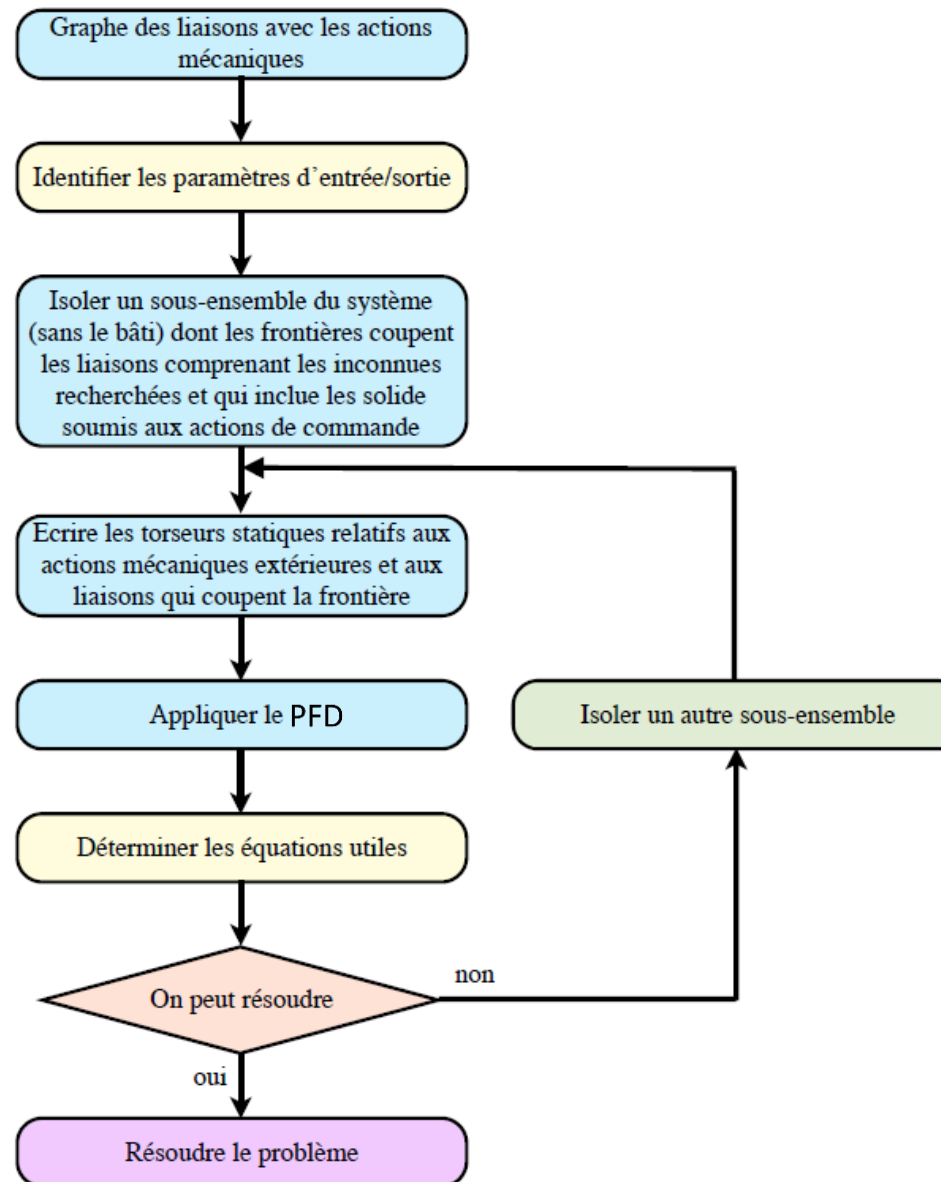 Graphe des liaisons avec les actions
mécaniques
Identifier les paramètres d'entrée/sortie
Isoler un sous-ensemble du système
(sans le bâti) dont les frontières coupent
les liaisons comprenant les inconnues
recherchées et qui inclue les solide
soumis aux actions de commande
Ecrire les torseurs statiques relatifs aux
actions mécaniques extérieures et aux
liaisons qui coupent la frontière
Appliquer le PFD
Isoler un autre sous-ensemble
Déterminer les équations utiles
On peut résoudre
non
oui
Résoudre le problème